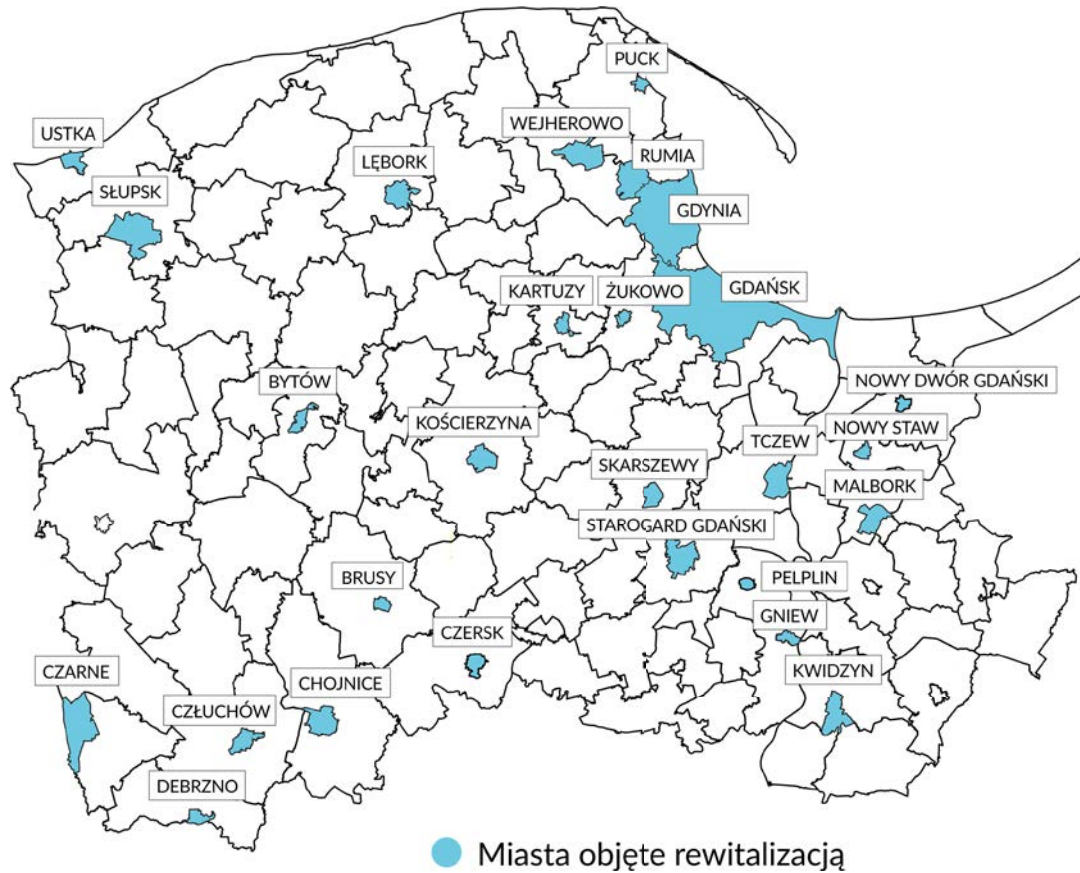 PUCK
WEJHEROWO
USTKA
LĘBORK
RUMIA
SŁUPSK
GDYNIA
KARTUZY
ŻUKOWO
GDAŃSK
BYTÓW
NOWY DWÓR GDAŃSKI
KOŚCIERZYNA
NOWY STAW
TCZEW
SKARSZEWY
MALBORK
STAROGARD GDAŃSKI
BRUSY
PELPLIN
GNIEW
CZERSK
CZARNE
CHOJNICE
KWIDZYN
CZŁUCHÓW
DEBRZNO
Miasta objęte rewitalizacją